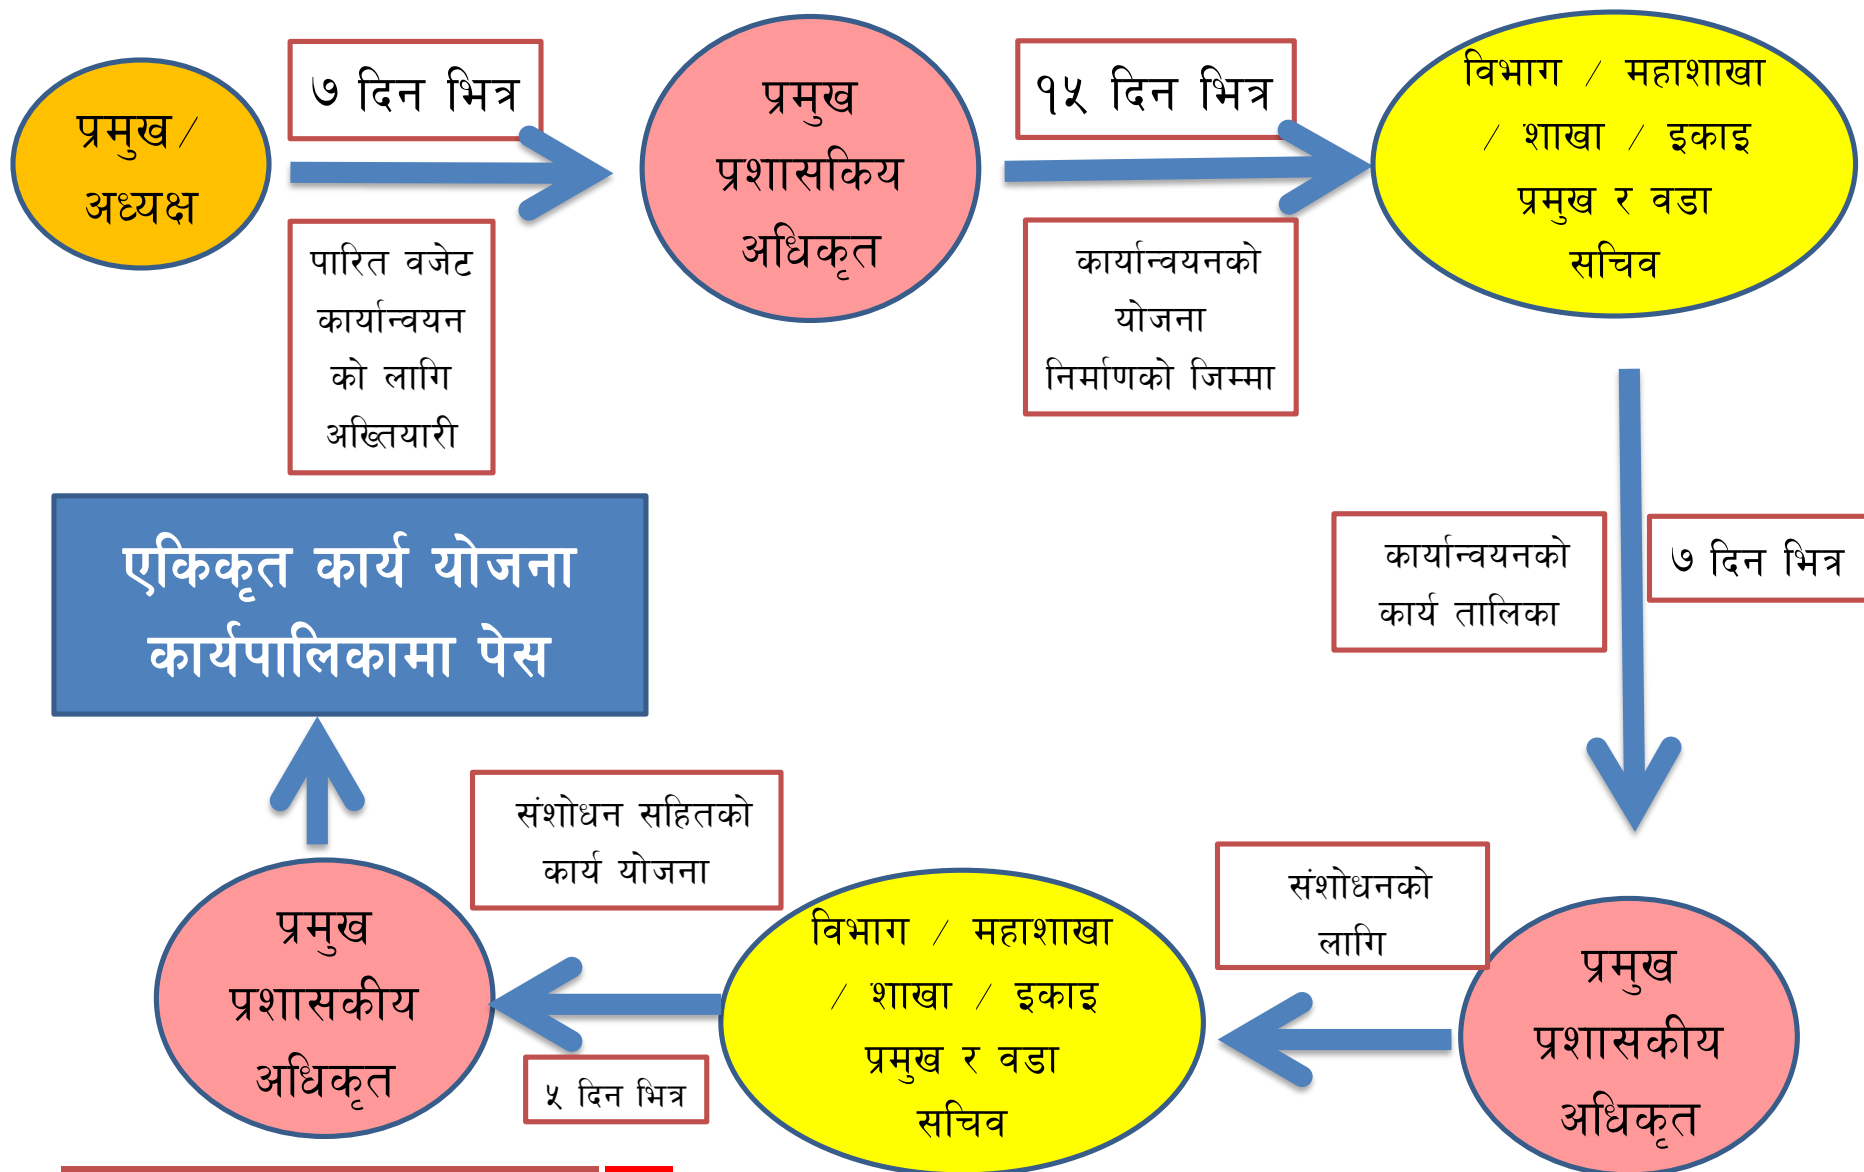 प्रमुख/
अध्यक्ष
७ दिन भित्र
पारित वजेट
कार्यान्वयन
को लागि
अख्तियारी
प्रमुख
प्रशासकिय
अधिकृत
१५ दिन भित्र
कार्यान्वयनको
योजना
निर्माणको जिम्मा
विभाग / महाशाखा
/ शाखा / इकाइ
प्रमुख र वडा
सचिव
कार्यान्वयनको
कार्य तालिका
७ दिन भित्र
प्रमुख
प्रशासकीय
अधिकृत
संशोधनको
लागि
विभाग / महाशाखा
/ शाखा / इकाइ
प्रमुख र वडा
सचिव
संशोधन सहितको
कार्य योजना
५ दिन भित्र
प्रमुख
प्रशासकीय
अधिकृत
एकिकृत कार्य योजना
कार्यपालिकामा पेस